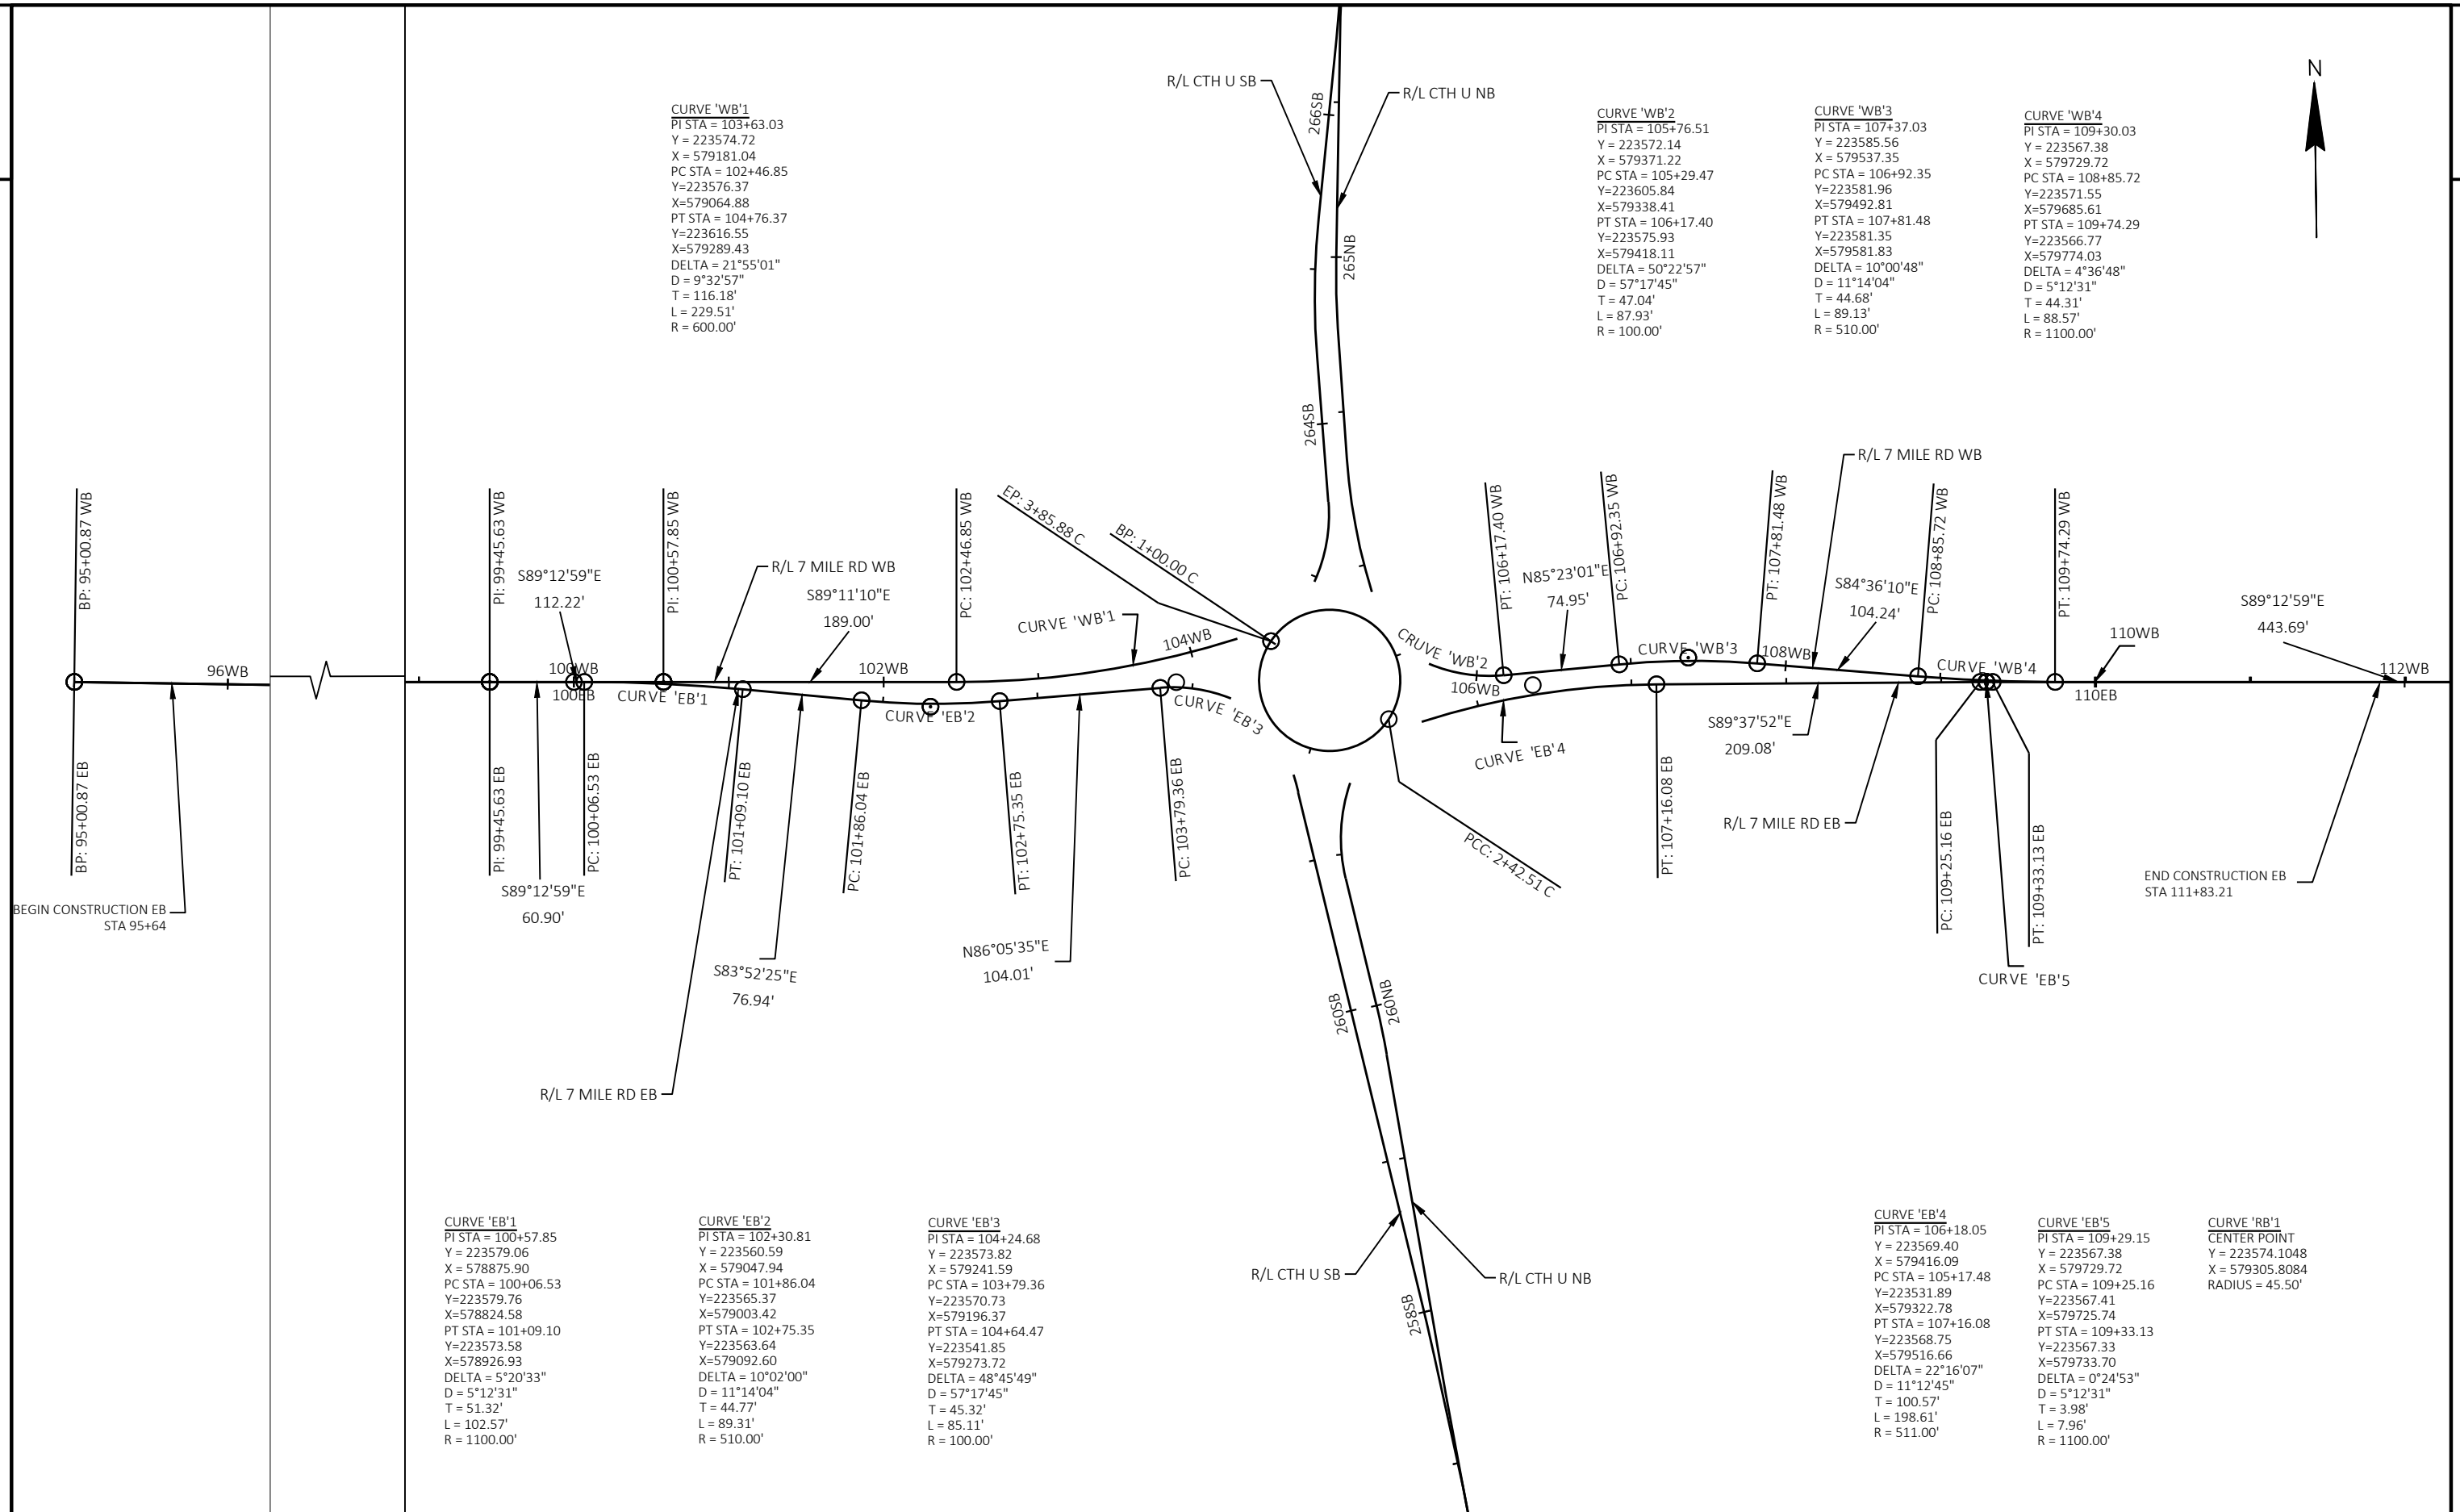 R/L CTH U SB
R/L CTH U NB
266SB
265NB
264SB
N
CURVE 'WB'1
PI STA = 103+63.03
Y = 223574.72
X = 579181.04
PC STA = 102+46.85
Y=223576.37
X=579064.88
PT STA = 104+76.37
Y=223616.55
X=579289.43
DELTA = 21°55'01"
D = 9°32'57"
T = 116.18'
L = 229.51'
R = 600.00'
CURVE 'WB'2
PI STA = 105+76.51
Y = 223572.14
X = 579371.22
PC STA = 105+29.47
Y=223605.84
X=579338.41
PT STA = 106+17.40
Y=223575.93
X=579418.11
DELTA = 50°22'57"
D = 57°17'45"
T = 47.04'
L = 87.93'
R = 100.00'
CURVE 'WB'3
PI STA = 107+37.03
Y = 223585.56
X = 579537.35
PC STA = 106+92.35
Y=223581.96
X=579492.81
PT STA = 107+81.48
Y=223581.35
X=579581.83
DELTA = 10°00'48"
D = 11°14'04"
T = 44.68'
L = 89.13'
R = 510.00'
CURVE 'WB'4
PI STA = 109+30.03
Y = 223567.38
X = 579729.72
PC STA = 108+85.72
Y=223571.55
X=579685.61
PT STA = 109+74.29
Y=223566.77
X=579774.03
DELTA = 4°36'48"
D = 5°12'31"
T = 44.31'
L = 88.57'
R = 1100.00'
BP: 95+00.87 WB
PI: 99+45.63 WB
S89°12'59"E
112.22'
PI: 100+57.85 WB
R/L 7 MILE RD WB
S89°11'10"E
189.00'
PC: 102+46.85 WB
EP: 3+85.88 C
BP: 1+00.00 C
CURVE 'WB'1
104WB
CRUVE 'WB'2
PT: 106+17.40 WB
N85°23'01"E
74.95'
PC: 106+92.35 WB
CURVE 'WB'3
PT: 107+81.48 WB
108WB
R/L 7 MILE RD WB
S84°36'10"E
104.24'
PC: 108+85.72 WB
CURVE 'WB'4
PT: 109+74.29 WB
110WB
S89°12'59"E
443.69'
112WB
96WB
100WB
100EB
102WB
106WB
110EB
CURVE 'EB'1
CURVE 'EB'2
CURVE 'EB'3
CURVE 'EB'4
S89°37'52"E
209.08'
BP: 95+00.87 EB
BEGIN CONSTRUCTION EB
STA 95+64
PI: 99+45.63 EB
S89°12'59"E
60.90'
PC: 100+06.53 EB
PT: 101+09.10 EB
S83°52'25"E
76.94'
PC: 101+86.04 EB
PT: 102+75.35 EB
N86°05'35"E
104.01'
PC: 103+79.36 EB
PCC: 2+42.51 C
PT: 107+16.08 EB
R/L 7 MILE RD EB
PC: 109+25.16 EB
PT: 109+33.13 EB
CURVE 'EB'5
END CONSTRUCTION EB
STA 111+83.21
R/L 7 MILE RD EB
260SB
260NB
R/L CTH U SB
R/L CTH U NB
258SB
CURVE 'EB'1
PI STA = 100+57.85
Y = 223579.06
X = 578875.90
PC STA = 100+06.53
Y=223579.76
X=578824.58
PT STA = 101+09.10
Y=223573.58
X=578926.93
DELTA = 5°20'33"
D = 5°12'31"
T = 51.32'
L = 102.57'
R = 1100.00'
CURVE 'EB'2
PI STA = 102+30.81
Y = 223560.59
X = 579047.94
PC STA = 101+86.04
Y=223565.37
X=579003.42
PT STA = 102+75.35
Y=223563.64
X=579092.60
DELTA = 10°02'00"
D = 11°14'04"
T = 44.77'
L = 89.31'
R = 510.00'
CURVE 'EB'3
PI STA = 104+24.68
Y = 223573.82
X = 579241.59
PC STA = 103+79.36
Y=223570.73
X=579196.37
PT STA = 104+64.47
Y=223541.85
X=579273.72
DELTA = 48°45'49"
D = 57°17'45"
T = 45.32'
L = 85.11'
R = 100.00'
CURVE 'EB'4
PI STA = 106+18.05
Y = 223569.40
X = 579416.09
PC STA = 105+17.48
Y=223531.89
X=579322.78
PT STA = 107+16.08
Y=223568.75
X=579516.66
DELTA = 22°16'07"
D = 11°12'45"
T = 100.57'
L = 198.61'
R = 511.00'
CURVE 'EB'5
PI STA = 109+29.15
Y = 223567.38
X = 579729.72
PC STA = 109+25.16
Y=223567.41
X=579725.74
PT STA = 109+33.13
Y=223567.33
X=579733.70
DELTA = 0°24'53"
D = 5°12'31"
T = 3.98'
L = 7.96'
R = 1100.00'
CURVE 'RB'1
CENTER POINT
Y = 223574.1048
X = 579305.8084
RADIUS = 45.50'